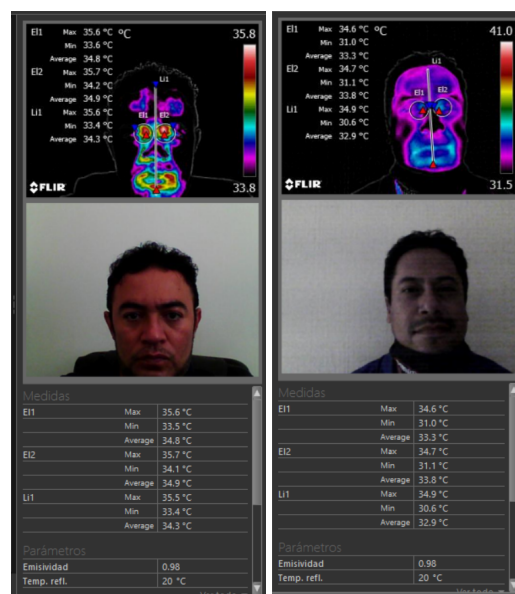 El1 Max 35.6 °C °C 35.8
Min 33.6 °C
Average 34.8 °C
El2 Max 35.7 °C
Min 34.2 °C
Average 34.9 °C
Li1 Max 35.6 °C
Min 33.4 °C
Average 34.3 °C
Li1
El1 El2
FLIR 33.8
Medidas
El1 Max 35.6 °C
Min 33.5 °C
Average 34.8 °C
El2 Max 35.7 °C
Min 34.1 °C
Average 34.9 °C
Li1 Max 35.5 °C
Min 33.4 °C
Average 34.3 °C
Parámetros
Emisividad 0.98
Temp. refl. 20 °C
El1 Max 34.6 °C °C 41.0
Min 31.0 °C
Average 33.3 °C
El2 Max 34.7 °C
Min 31.1 °C
Average 33.8 °C
Li1 Max 34.9 °C
Min 30.6 °C
Average 32.9 °C
Li1
El1 El2
FLIR 31.5
Medidas
El1 Max 34.6 °C
Min 31.0 °C
Average 33.3 °C
El2 Max 34.7 °C
Min 31.1 °C
Average 33.8 °C
Li1 Max 34.9 °C
Min 30.6 °C
Average 32.9 °C
Parámetros
Emisividad 0.98
Temp. refl. 20 °C